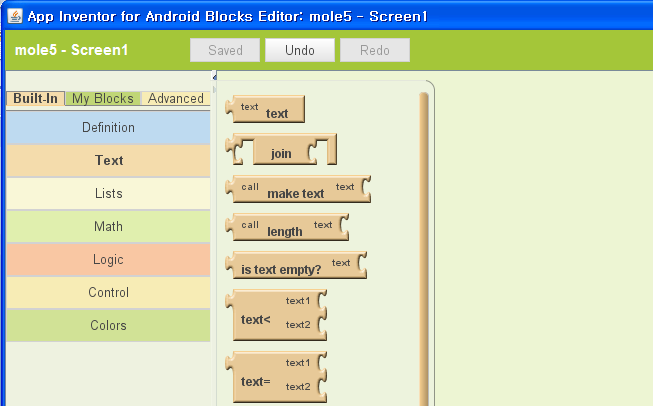 App Inventor for Android Blocks Editor: mole5 - Screen1
mole5 - Screen1 Saved Undo Redo
Built-In My Blocks Advanced
Definition
Text
Lists
Math
Logic
Control
Colors
text text
join
call make text text
call length text
is text empty? text
text< text1 text2
text= text1 text2